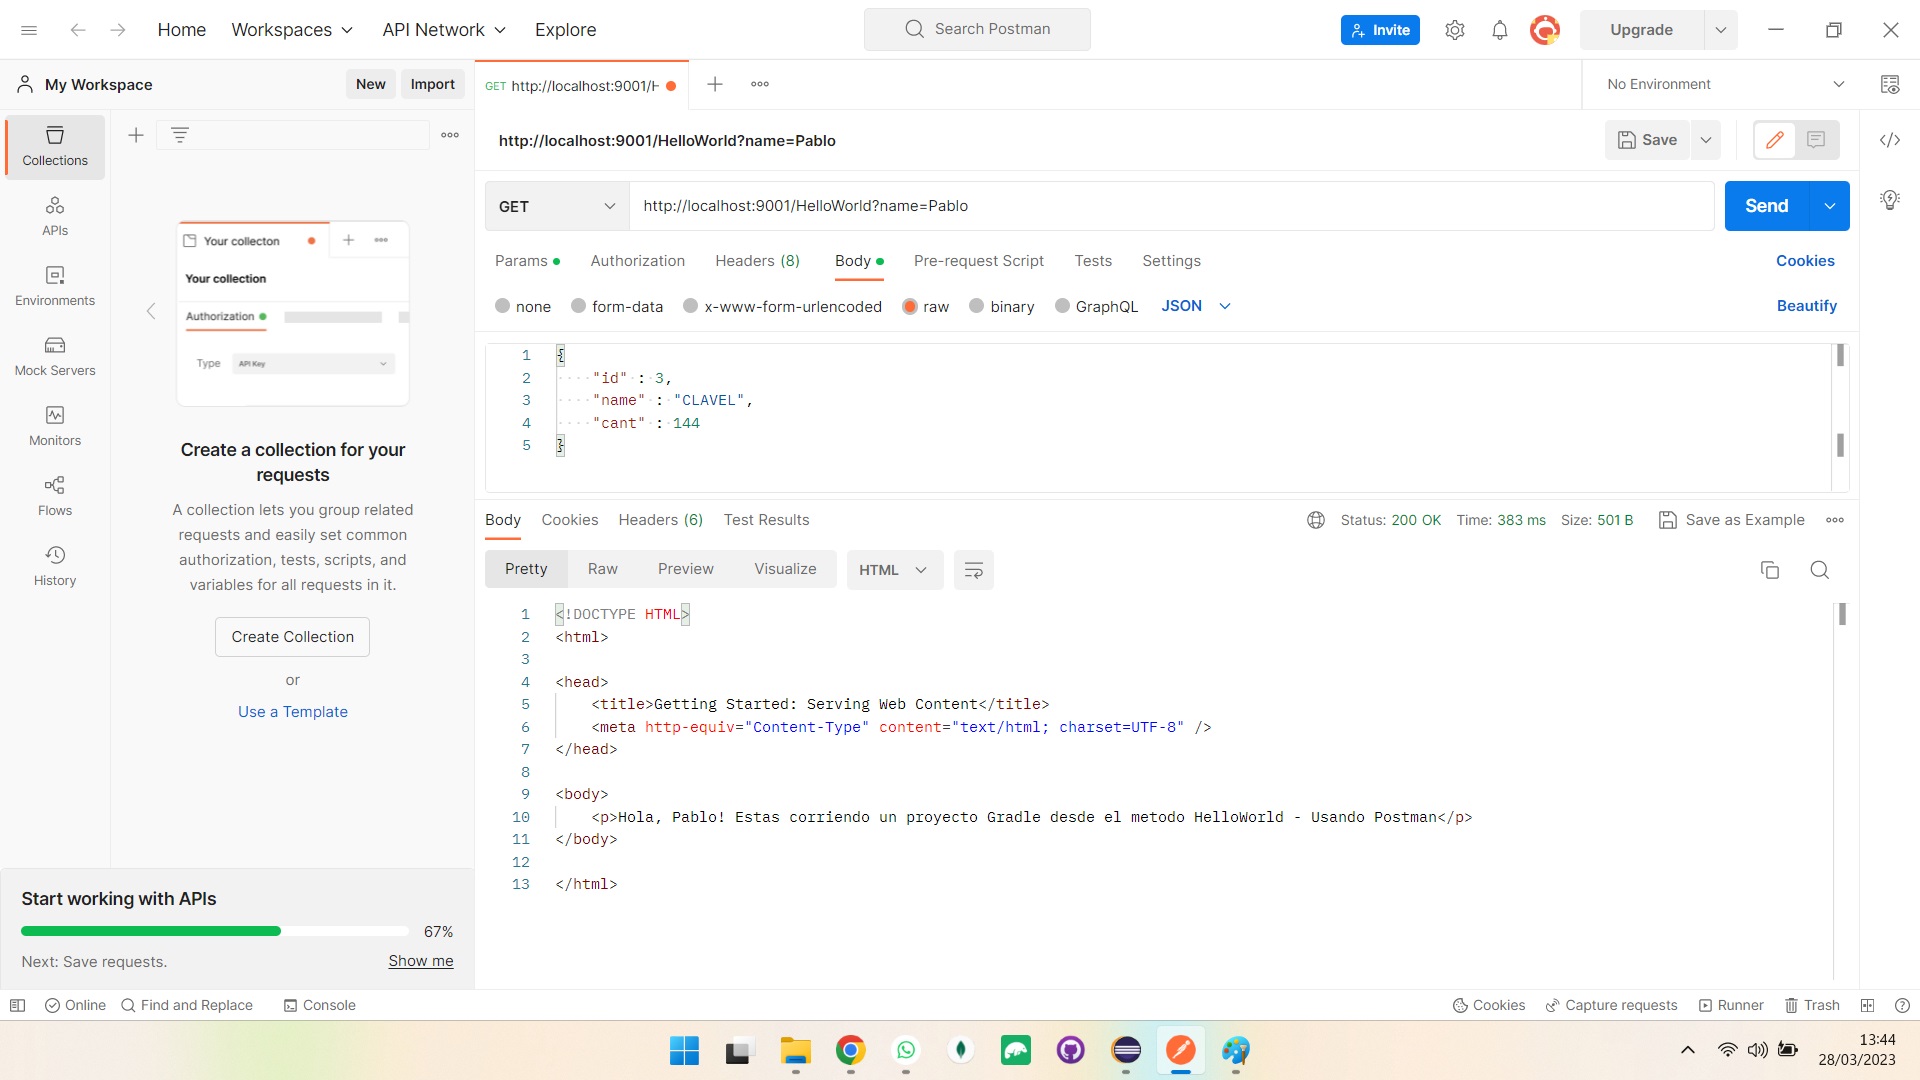 Home Workspaces API Network Explore Search Postman Invite Upgrade
My Workspace New Import GET http://localhost:9001/H No Environment
Collections
APIs
Environments
Mock Servers
Monitors
Flows
History
Your collecton
Your collection
Authorization
Type API Key
Create a collection for your
requests
A collection lets you group related
requests and easily set common
authorization, tests, scripts, and
variables for all requests in it.
Create Collection
or
Use a Template
Start working with APIs
67%
Next: Save requests. Show me
http://localhost:9001/HelloWorld?name=Pablo Save
GET http://localhost:9001/HelloWorld?name=Pablo Send
Params Authorization Headers (8) Body Pre-request Script Tests Settings Cookies
none form-data x-www-form-urlencoded raw binary GraphQL JSON Beautify
1 {
2 "id" : 3,
3 "name" : "CLAVEL",
4 "cant" : 144
5 }
Body Cookies Headers (6) Test Results Status: 200 OK Time: 383 ms Size: 501 B Save as Example
Pretty Raw Preview Visualize HTML
1 <!DOCTYPE HTML>
2 <html>
3
4 <head>
5 <title>Getting Started: Serving Web Content</title>
6 <meta http-equiv="Content-Type" content="text/html; charset=UTF-8" />
7 </head>
8
9 <body>
10 <p>Hola, Pablo! Estas corriendo un proyecto Gradle desde el metodo HelloWorld - Usando Postman</p>
11 </body>
12
13 </html>
Online Find and Replace Console Cookies Capture requests Runner Trash
13:44
28/03/2023